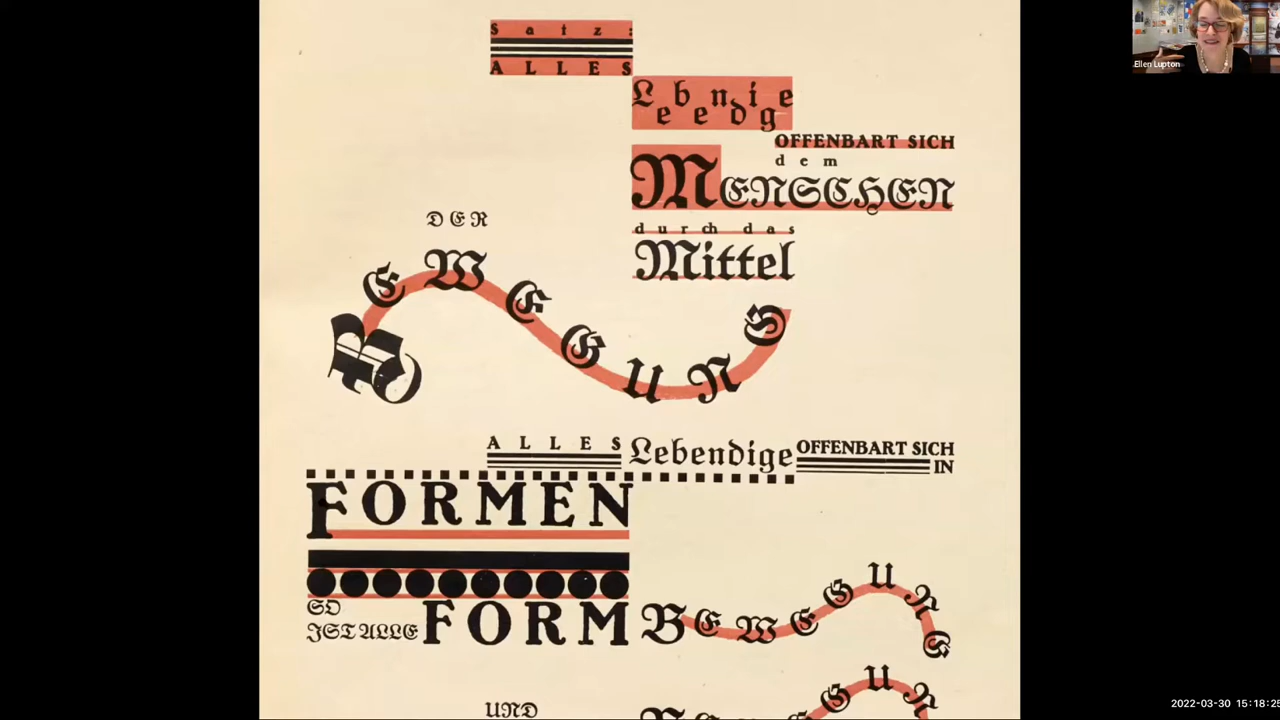 Ellen Lupton
Satz:
ALLES
Lebendige
OFFENBART SICH
dem
MENSCHEN
durch das
Mittel
DER
BEWEGUNG
ALLES Lebendige OFFENBART SICH
IN
FORMEN
SO
IST ALLE FORM BEWEGUNG
UND
2022-03-30 15:18:25